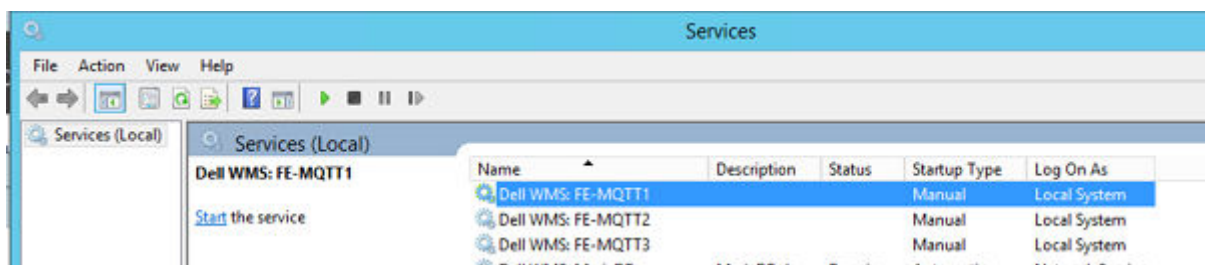 Services
File Action View Help
Services (Local)
Services (Local)
Dell WMS: FE-MQTT1
Start the service
Name Description Status Startup Type Log On As
Dell WMS: FE-MQTT1 Manual Local System
Dell WMS: FE-MQTT2 Manual Local System
Dell WMS: FE-MQTT3 Manual Local System